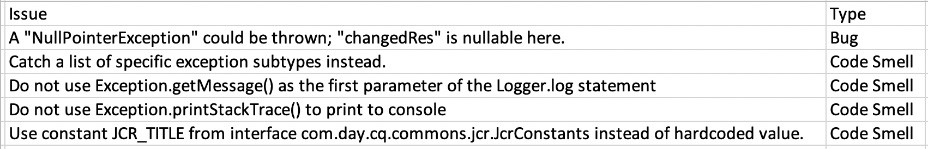 Issue Type
A "NullPointerException" could be thrown; "changedRes" is nullable here. Bug
Catch a list of specific exception subtypes instead. Code Smell
Do not use Exception.getMessage() as the first parameter of the Logger.log statement Code Smell
Do not use Exception.printStackTrace() to print to console Code Smell
Use constant JCR_TITLE from interface com.day.cq.commons.jcr.JcrConstants instead of hardcoded value. Code Smell